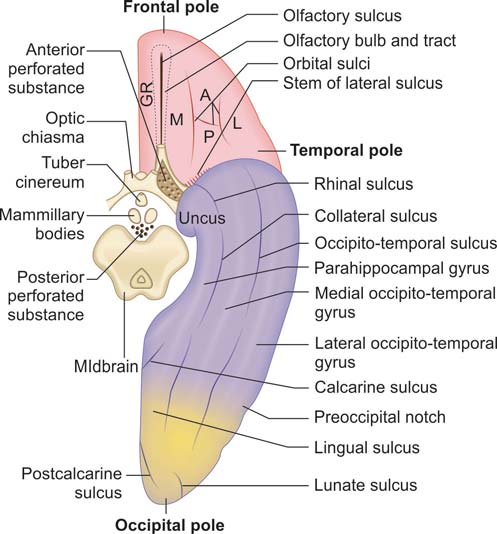 Frontal pole
Olfactory sulcus
Olfactory bulb and tract
Orbital sulci
Stem of lateral sulcus
Anterior
perforated
substance
GR
M
A
P
L
Optic
chiasma
Temporal pole
Tuber
cinereum
Rhinal sulcus
Mammillary
bodies
Uncus
Collateral sulcus
Occipito-temporal sulcus
Parahippocampal gyrus
Posterior
perforated
substance
Medial occipito-temporal
gyrus
Lateral occipito-temporal
gyrus
MIdbrain
Calcarine sulcus
Preoccipital notch
Lingual sulcus
Postcalcarine
sulcus
Lunate sulcus
Occipital pole